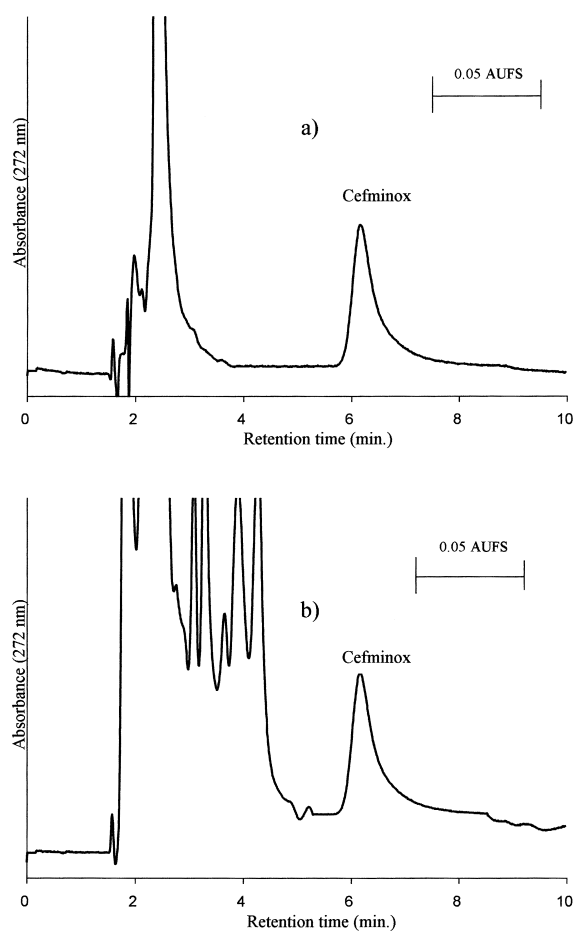 0.05 AUFS
a)
Cefminox
Absorbance (272 nm)
0 2 4 6 8 10
Retention time (min.)
0.05 AUFS
b)
Cefminox
Absorbance (272 nm)
0 2 4 6 8 10
Retention time (min.)